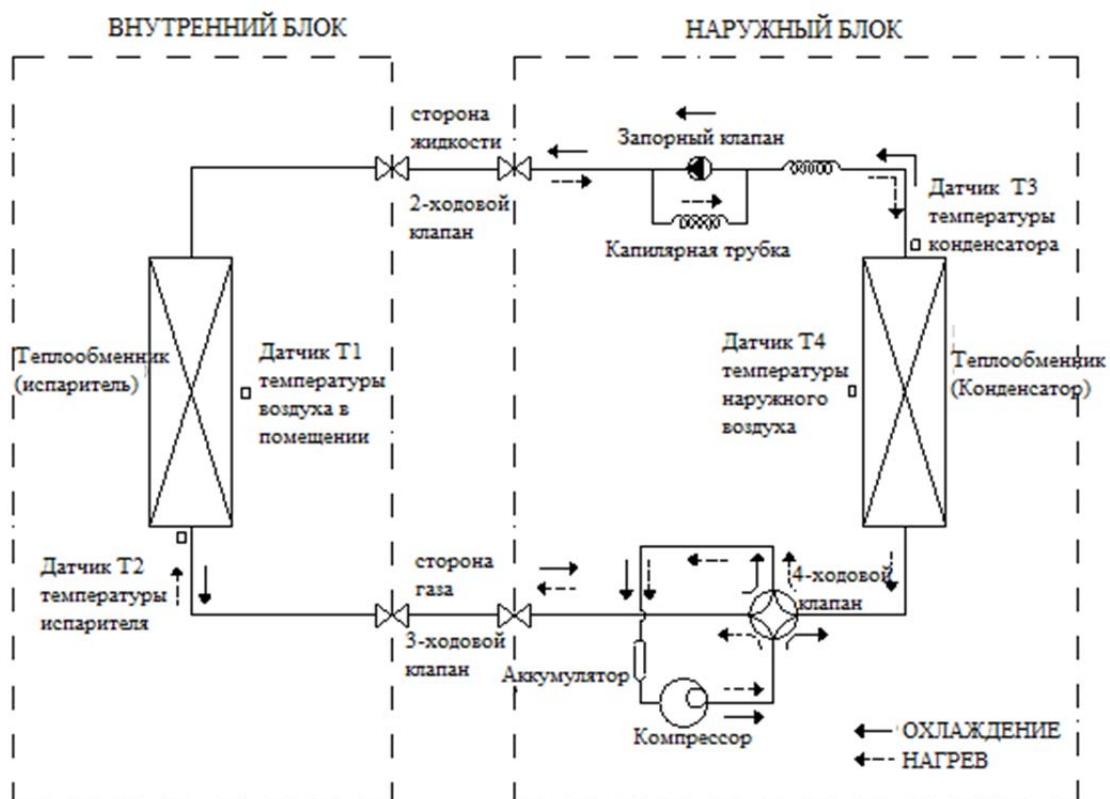 ВНУТРЕННИЙ БЛОК
НАРУЖНЫЙ БЛОК
сторона
жидкости
2-ходовой
клапан
Запорный клапан
Капилярная трубка
Датчик Т3
температуры
конденсатора
Теплообменник
(испаритель)
Датчик Т1
температуры
воздуха в
помещении
Датчик Т4
температуры
наружного
воздуха
Теплообменник
(Конденсатор)
Датчик Т2
температуры
испарителя
сторона
газа
3-ходовой
клапан
4-ходовой
клапан
Аккумулятор
Компрессор
ОХЛАЖДЕНИЕ
НАГРЕВ